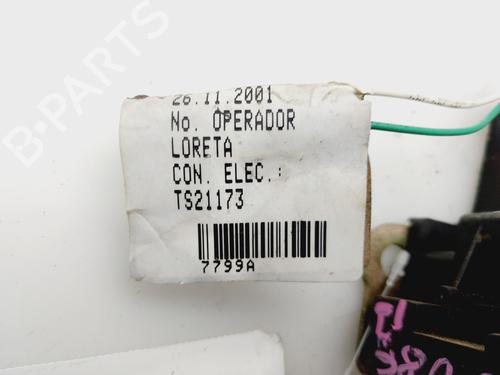 B-PARTS
26.11.2001
No. OPERADOR
LORETA
CON. ELEC.:
TS21173
7799A